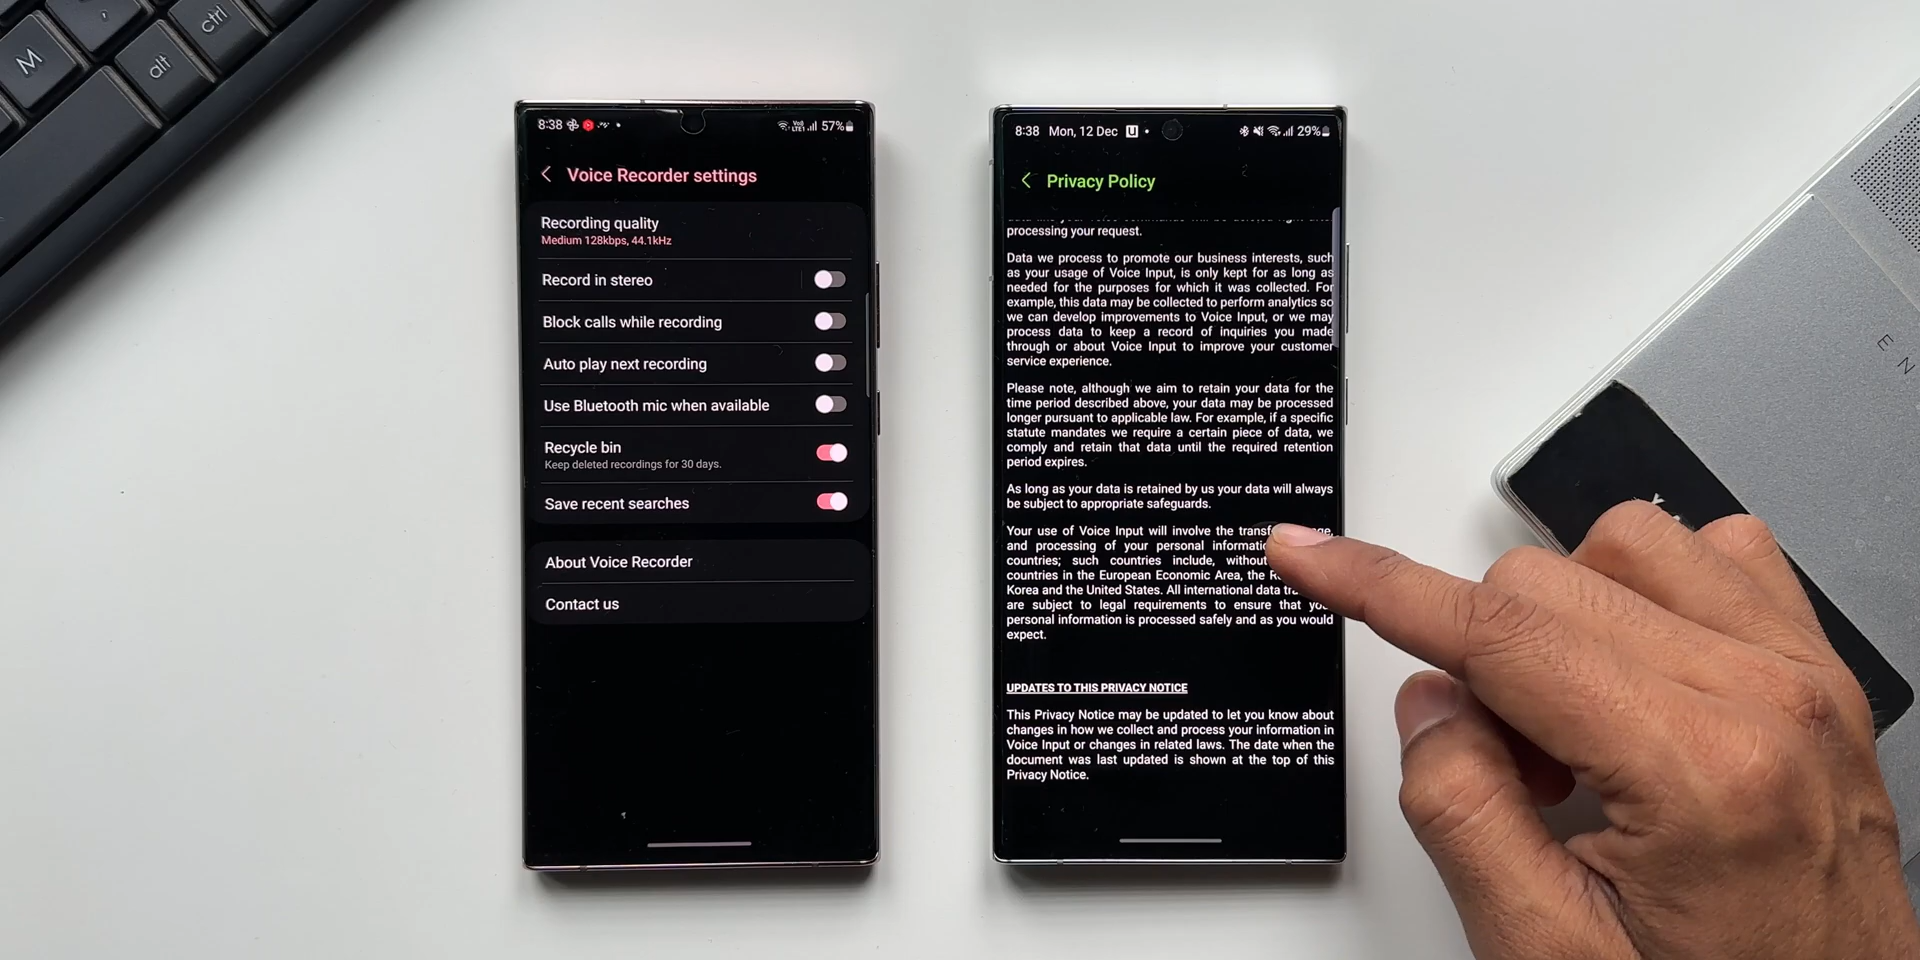 M
alt
ctrl
8:38
57%
Voice Recorder settings
Recording quality
Medium 128kbps, 44.1kHz
Record in stereo
Block calls while recording
Auto play next recording
Use Bluetooth mic when available
Recycle bin
Keep deleted recordings for 30 days.
Save recent searches
About Voice Recorder
Contact us
8:38 Mon, 12 Dec U 29%
Privacy Policy
processing your request.
Data we process to promote our business interests, such
as your usage of Voice Input, is only kept for as long as
needed for the purposes for which it was collected. For
example, this data may be collected to perform analytics so
we can develop improvements to Voice Input, or we may
process data to keep a record of inquiries you made
through or about Voice Input to improve your customer
service experience.
Please note, although we aim to retain your data for the
time period described above, your data may be processed
longer pursuant to applicable law. For example, if a specific
statute mandates we require a certain piece of data, we
comply and retain that data until the required retention
period expires.
As long as your data is retained by us your data will always
be subject to appropriate safeguards.
Your use of Voice Input will involve the
and processing of your personal
countries; such countries include,
countries in the European Economic Area, the
Korea and the United States. All international data
are subject to legal requirements to ensure that
personal information is processed safely and as you would
expect.
UPDATES TO THIS PRIVACY NOTICE
This Privacy Notice may be updated to let you know about
changes in how we collect and process your information in
Voice Input or changes in related laws. The date when the
document was last updated is shown at the top of this
Privacy Notice.
E N